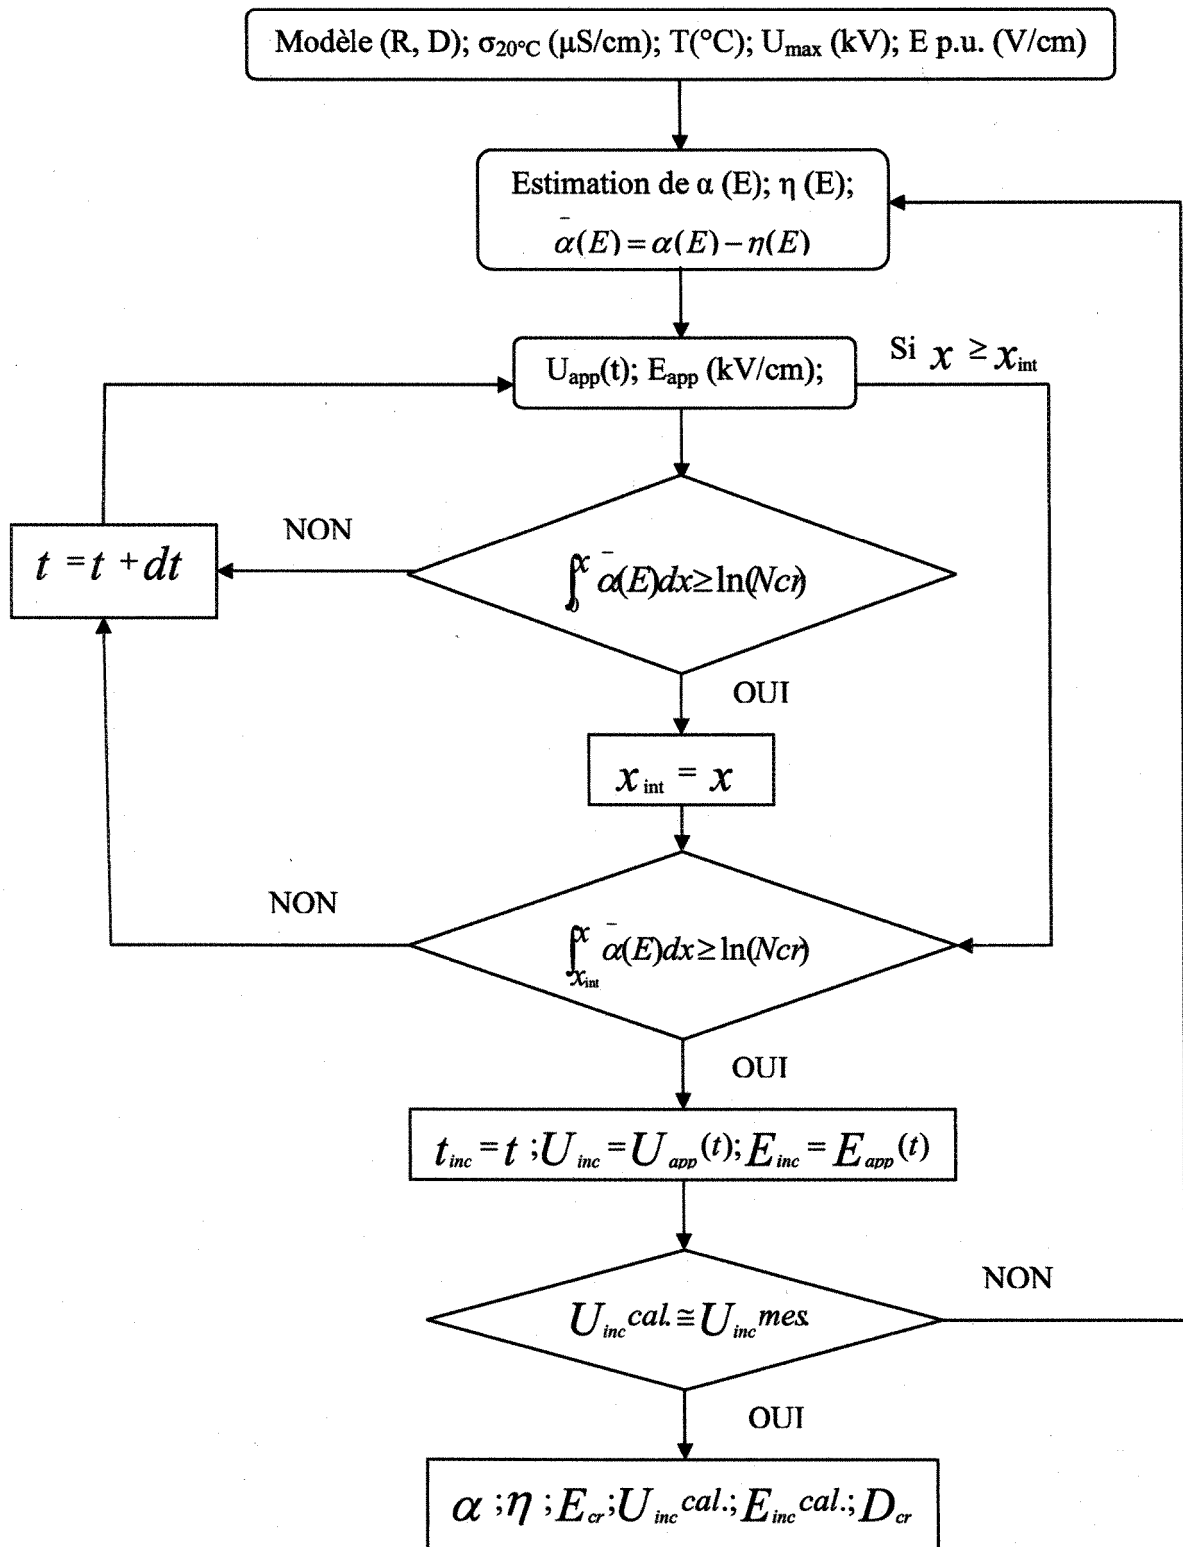 Modèle (R, D); σ20°C (μS/cm); T(°C); Umax (kV); E p.u. (V/cm)
Estimation de α (E); η (E);
ᾱ(E) = α(E) − η(E)
Uapp(t); Eapp (kV/cm);
Si x ≥ xint
NON
t = t + dt
∫₀ˣ ᾱ(E)dx ≥ ln(Ncr)
OUI
xint = x
NON
∫xintˣ ᾱ(E)dx ≥ ln(Ncr)
OUI
tinc = t ;Uinc = Uapp(t); Einc = Eapp(t)
NON
Uinc cal. ≅ Uinc mes.
OUI
α ;η ;Ecr;Uinc cal.;Einc cal.;Dcr